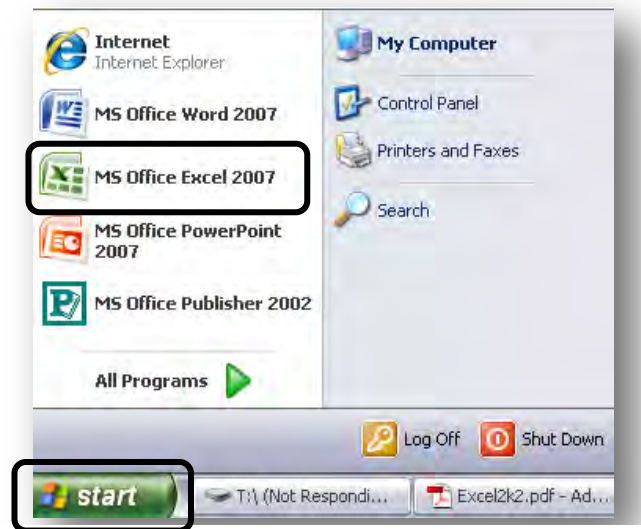 Internet
Internet Explorer
MS Office Word 2007
MS Office Excel 2007
MS Office PowerPoint
2007
MS Office Publisher 2002
All Programs
My Computer
Control Panel
Printers and Faxes
Search
Log Off
Shut Down
start
T:\ (Not Respondi...
Excel2k2.pdf - Ad...